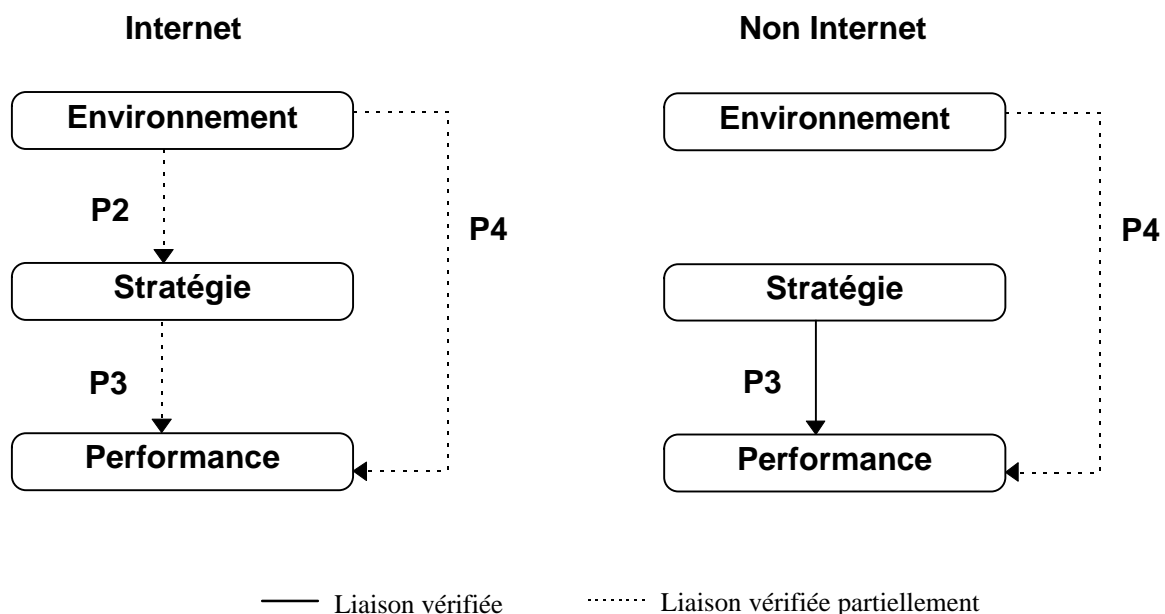 Internet
Environnement
P2
P4
Stratégie
P3
Performance
Non Internet
Environnement
P4
Stratégie
P3
Performance
Liaison vérifiée
Liaison vérifiée partiellement